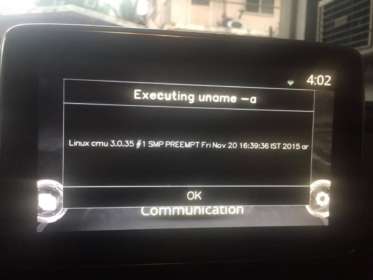 4:02
Executing uname -a
Linux cmu 3.0.35 #1 SMP PREEMPT Fri Nov 20 16:39:36 IST 2015 ar
OK
Communication